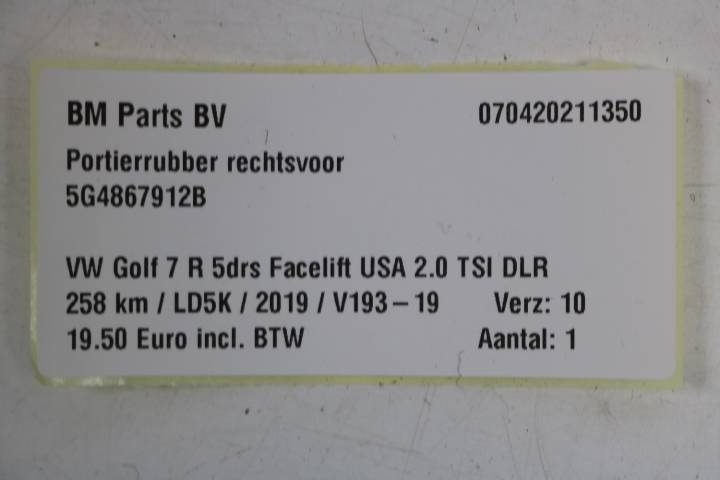 BM Parts BV 070420211350
Portierrubber rechtsvoor
5G4867912B
VW Golf 7 R 5drs Facelift USA 2.0 TSI DLR
258 km / LD5K / 2019 / V193-19 Verz: 10
19.50 Euro incl. BTW Aantal: 1